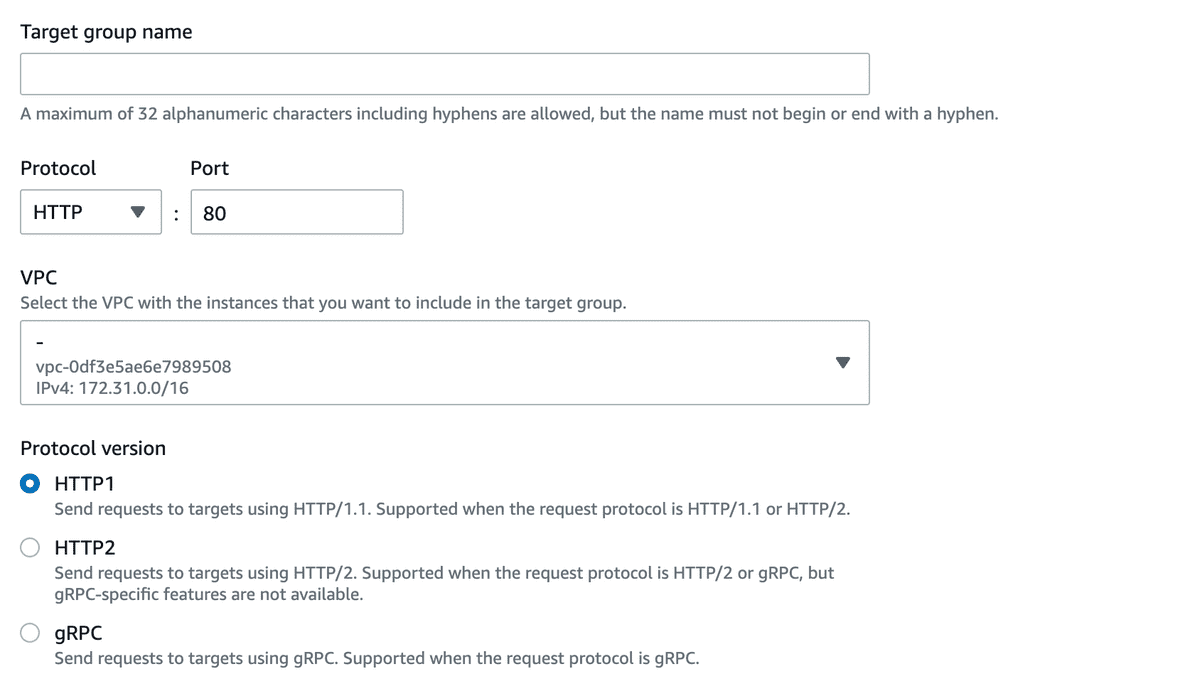 Target group name
A maximum of 32 alphanumeric characters including hyphens are allowed, but the name must not begin or end with a hyphen.
Protocol Port
HTTP : 80
VPC
Select the VPC with the instances that you want to include in the target group.
-
vpc-0df3e5ae6e7989508
IPv4: 172.31.0.0/16
Protocol version
HTTP1
Send requests to targets using HTTP/1.1. Supported when the request protocol is HTTP/1.1 or HTTP/2.
HTTP2
Send requests to targets using HTTP/2. Supported when the request protocol is HTTP/2 or gRPC, but
gRPC-specific features are not available.
gRPC
Send requests to targets using gRPC. Supported when the request protocol is gRPC.